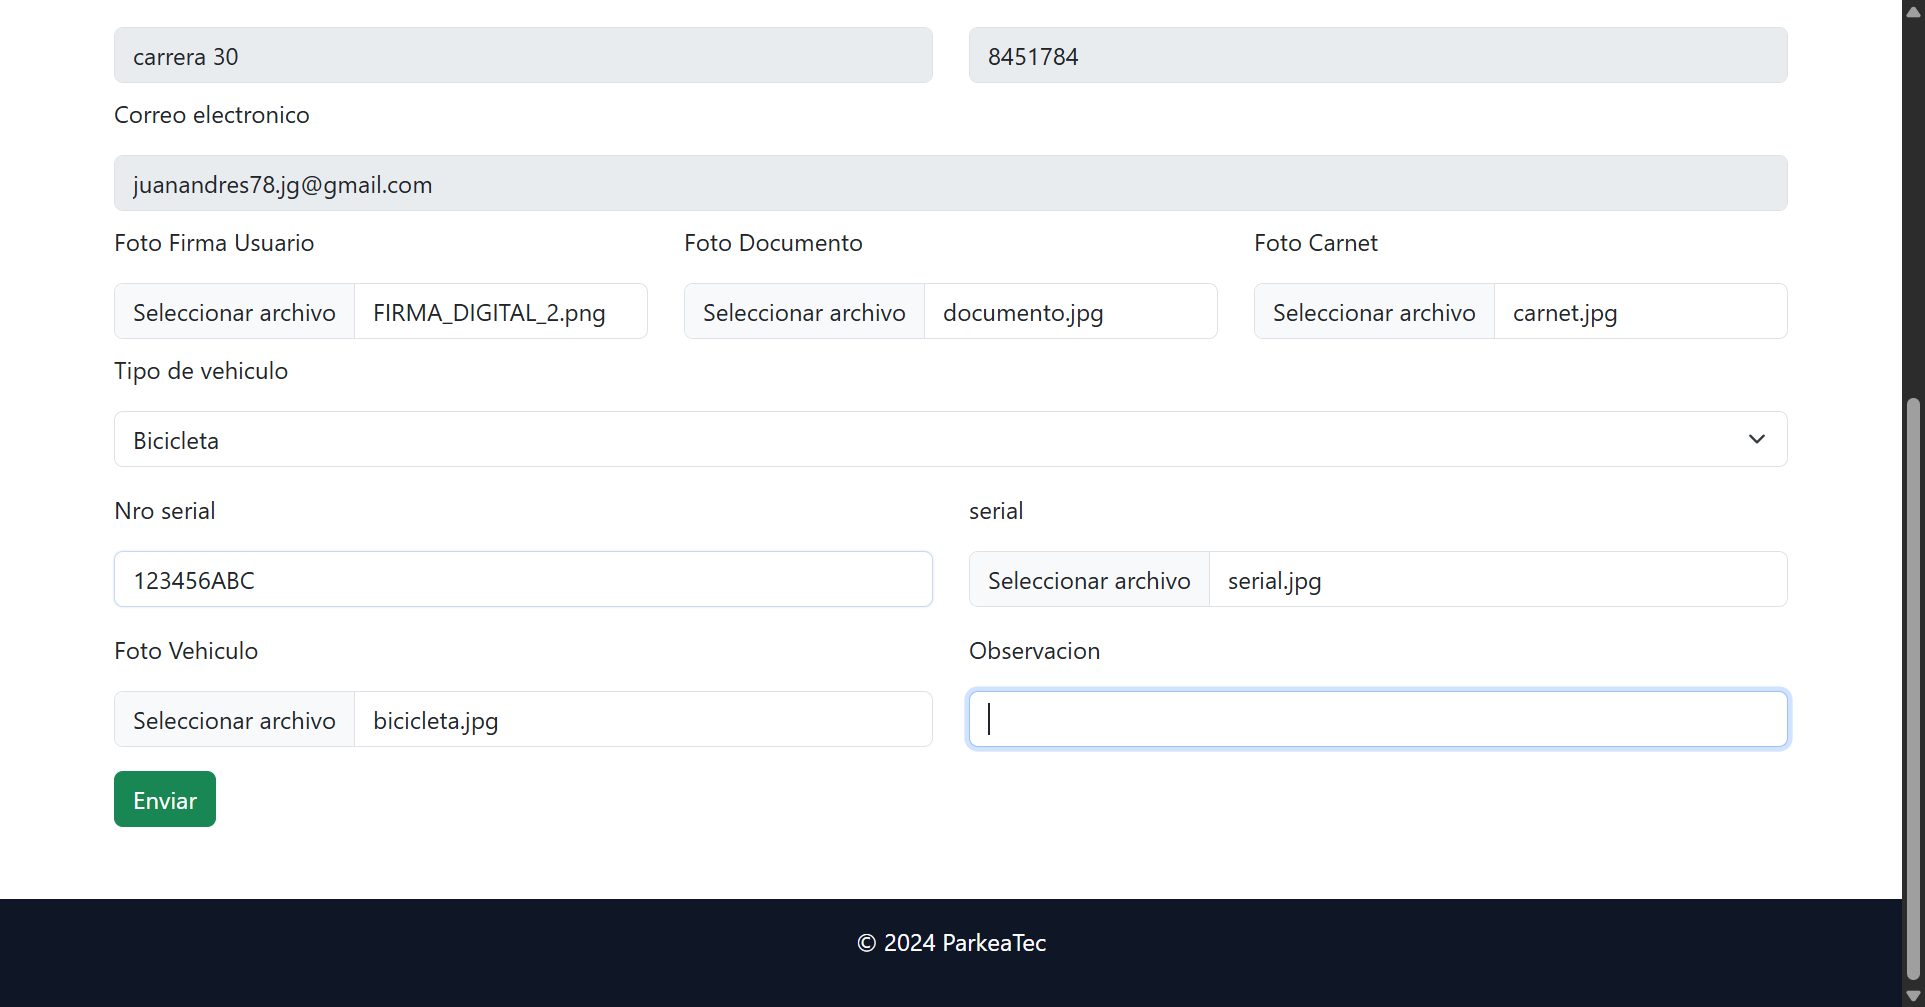 carrera 30
8451784
Correo electronico
juanandres78.jg@gmail.com
Foto Firma Usuario
Foto Documento
Foto Carnet
Seleccionar archivo
FIRMA_DIGITAL_2.png
Seleccionar archivo
documento.jpg
Seleccionar archivo
carnet.jpg
Tipo de vehiculo
Bicicleta
Nro serial
serial
123456ABC
Seleccionar archivo
serial.jpg
Foto Vehiculo
Observacion
Seleccionar archivo
bicicleta.jpg
Enviar
© 2024 ParkeaTec